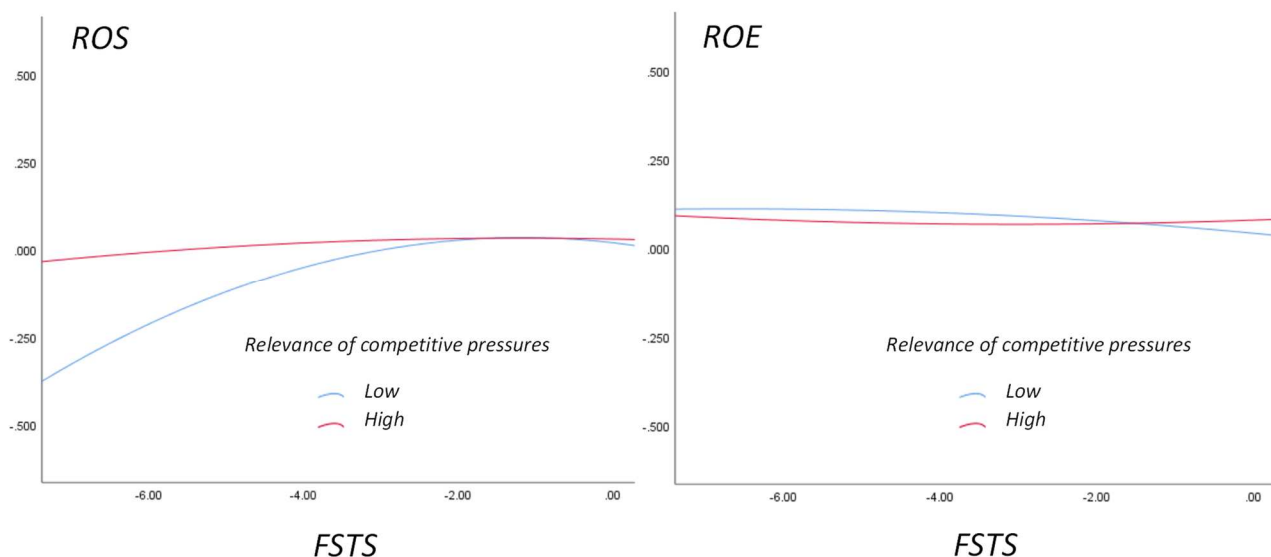 ROS
.500
.250
.000
-.250
-.500
Relevance of competitive pressures
Low
High
-6.00
-4.00
-2.00
.00
FSTS
ROE
.500
.250
.000
-.250
-.500
Relevance of competitive pressures
Low
High
-6.00
-4.00
-2.00
.00
FSTS